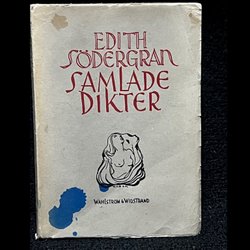 EDITH
SÖDERGRAN
SAMLADE
DIKTER
WAHLSTRÖM & WIDSTRAND